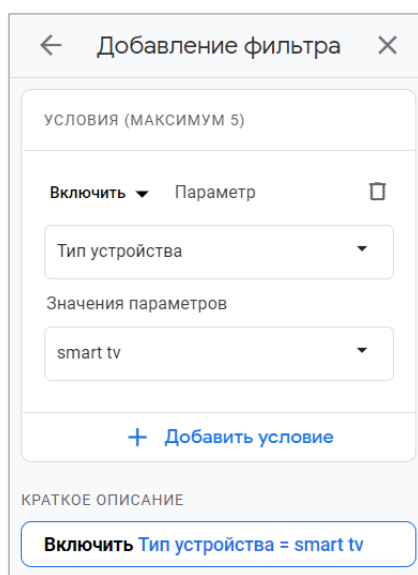 Добавление фильтра
УСЛОВИЯ (МАКСИМУМ 5)
Включить Параметр
Тип устройства
Значения параметров
smart tv
+ Добавить условие
КРАТКОЕ ОПИСАНИЕ
Включить Тип устройства = smart tv